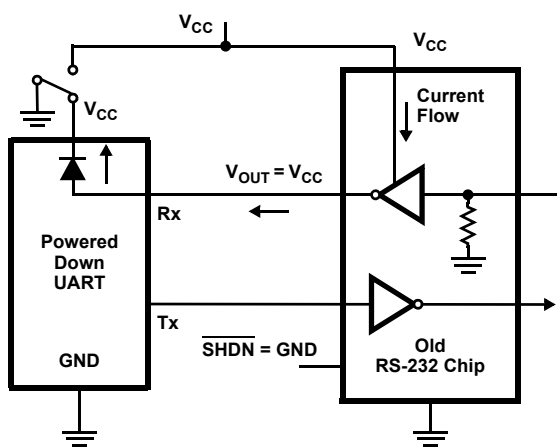 VCC
VCC
VCC
Current
Flow
VOUT = VCC
Rx
Powered
Down
UART
Tx
SHDN = GND
GND
Old
RS-232 Chip